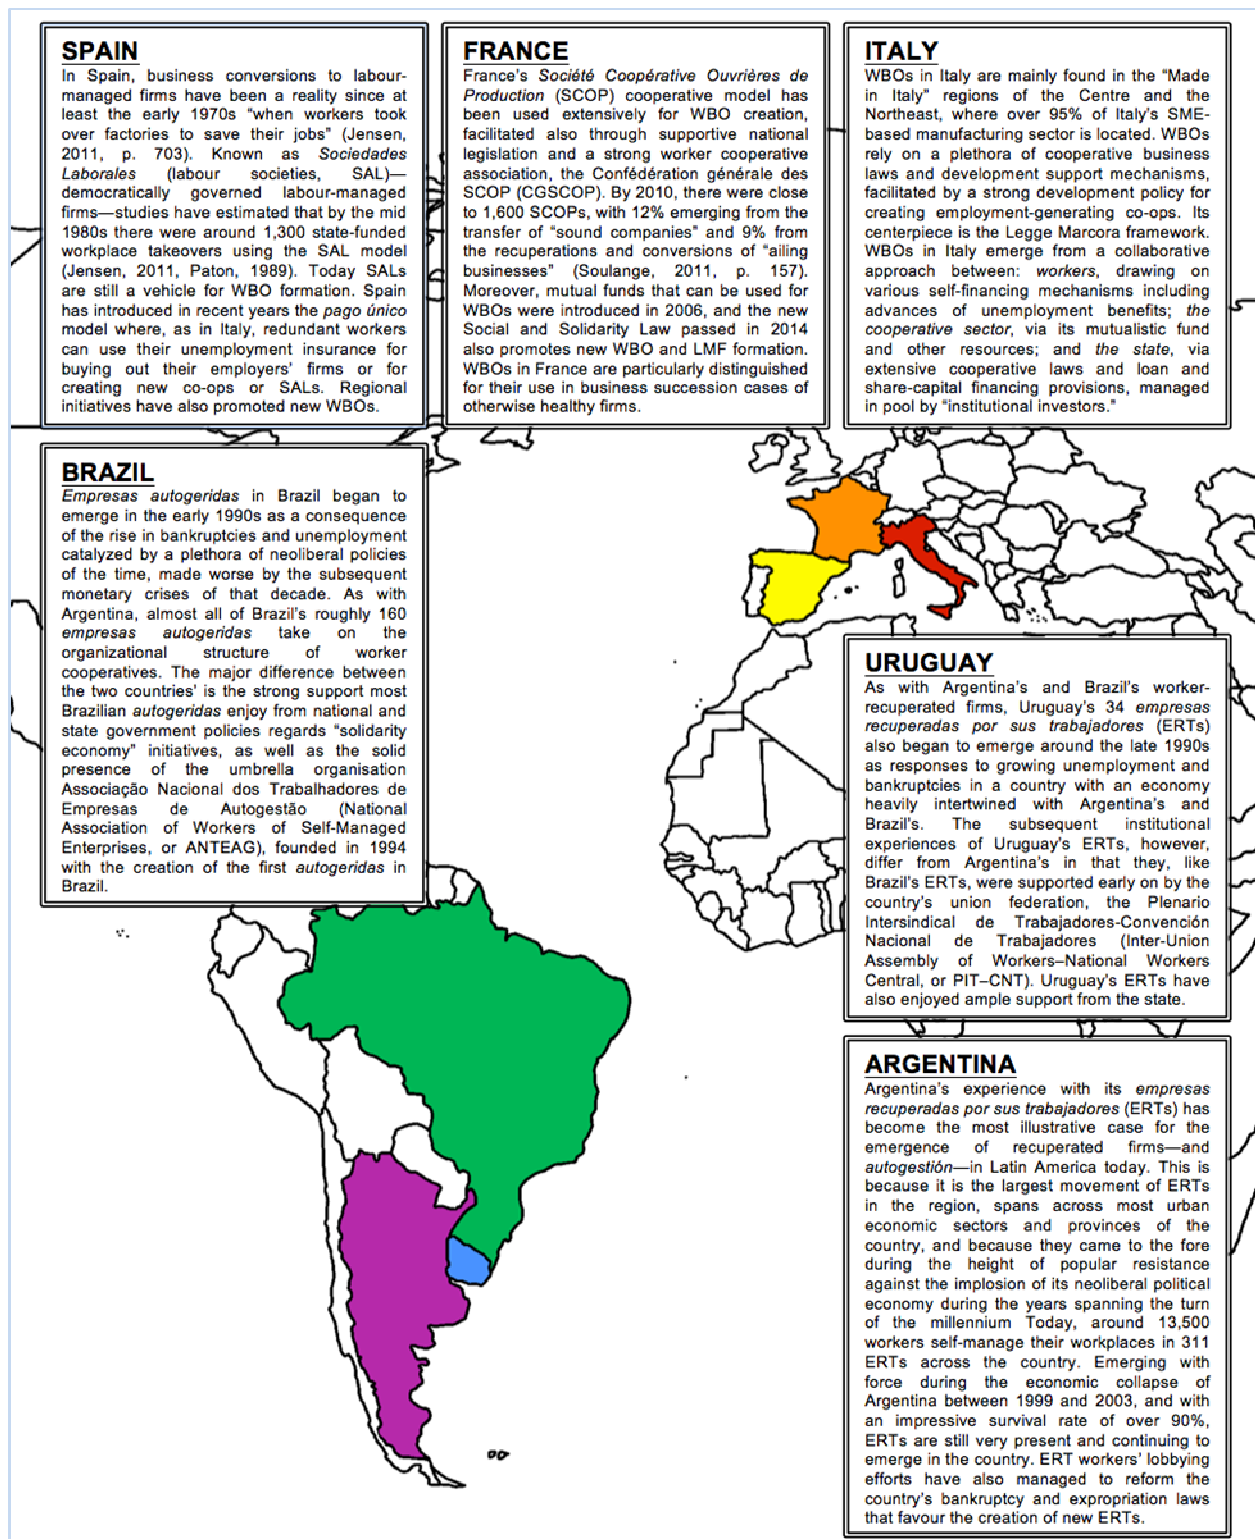 SPAIN
In Spain, business conversions to labour-
managed firms have been a reality since at
least the early 1970s "when workers took
over factories to save their jobs" (Jensen,
2011, p. 703). Known as Sociedades
Laborales (labour societies, SAL)—
democratically governed labour-managed
firms—studies have estimated that by the mid
1980s there were around 1,300 state-funded
workplace takeovers using the SAL model
(Jensen, 2011, Paton, 1989). Today SALs
are still a vehicle for WBO formation. Spain
has introduced in recent years the pago único
model where, as in Italy, redundant workers
can use their unemployment insurance for
buying out their employers' firms or for
creating new co-ops or SALs. Regional
initiatives have also promoted new WBOs.
FRANCE
France's Société Coopérative Ouvrières de
Production (SCOP) cooperative model has
been used extensively for WBO creation,
facilitated also through supportive national
legislation and a strong worker cooperative
association, the Confédération générale des
SCOP (CGSCOP). By 2010, there were close
to 1,600 SCOPs, with 12% emerging from the
transfer of "sound companies" and 9% from
the recuperations and conversions of "ailing
businesses" (Soulange, 2011, p. 157).
Moreover, mutual funds that can be used for
WBOs were introduced in 2006, and the new
Social and Solidarity Law passed in 2014
also promotes new WBO and LMF formation.
WBOs in France are particularly distinguished
for their use in business succession cases of
otherwise healthy firms.
ITALY
WBOs in Italy are mainly found in the "Made
in Italy" regions of the Centre and the
Northeast, where over 95% of Italy's SME-
based manufacturing sector is located. WBOs
rely on a plethora of cooperative business
laws and development support mechanisms,
facilitated by a strong development policy for
creating employment-generating co-ops. Its
centerpiece is the Legge Marcora framework.
WBOs in Italy emerge from a collaborative
approach between: workers, drawing on
various self-financing mechanisms including
advances of unemployment benefits; the
cooperative sector, via its mutualistic fund
and other resources; and the state, via
extensive cooperative laws and loan and
share-capital financing provisions, managed
in pool by "institutional investors."
BRAZIL
Empresas autogeridas in Brazil began to
emerge in the early 1990s as a consequence
of the rise in bankruptcies and unemployment
catalyzed by a plethora of neoliberal policies
of the time, made worse by the subsequent
monetary crises of that decade. As with
Argentina, almost all of Brazil's roughly 160
empresas autogeridas take on the
organizational structure of worker
cooperatives. The major difference between
the two countries' is the strong support most
Brazilian autogeridas enjoy from national and
state government policies regards "solidarity
economy" initiatives, as well as the solid
presence of the umbrella organisation
Associação Nacional dos Trabalhadores de
Empresas de Autogestão (National
Association of Workers of Self-Managed
Enterprises, or ANTEAG), founded in 1994
with the creation of the first autogeridas in
Brazil.
URUGUAY
As with Argentina's and Brazil's worker-
recuperated firms, Uruguay's 34 empresas
recuperadas por sus trabajadores (ERTs)
also began to emerge around the late 1990s
as responses to growing unemployment and
bankruptcies in a country with an economy
heavily intertwined with Argentina's and
Brazil's. The subsequent institutional
experiences of Uruguay's ERTs, however,
differ from Argentina's in that they, like
Brazil's ERTs, were supported early on by the
country's union federation, the Plenario
Intersindical de Trabajadores-Convención
Nacional de Trabajadores (Inter-Union
Assembly of Workers–National Workers
Central, or PIT–CNT). Uruguay's ERTs have
also enjoyed ample support from the state.
ARGENTINA
Argentina's experience with its empresas
recuperadas por sus trabajadores (ERTs) has
become the most illustrative case for the
emergence of recuperated firms—and
autogestión—in Latin America today. This is
because it is the largest movement of ERTs
in the region, spans across most urban
economic sectors and provinces of the
country, and because they came to the fore
during the height of popular resistance
against the implosion of its neoliberal political
economy during the years spanning the turn
of the millennium Today, around 13,500
workers self-manage their workplaces in 311
ERTs across the country. Emerging with
force during the economic collapse of
Argentina between 1999 and 2003, and with
an impressive survival rate of over 90%,
ERTs are still very present and continuing to
emerge in the country. ERT workers' lobbying
efforts have also managed to reform the
country's bankruptcy and expropriation laws
that favour the creation of new ERTs.